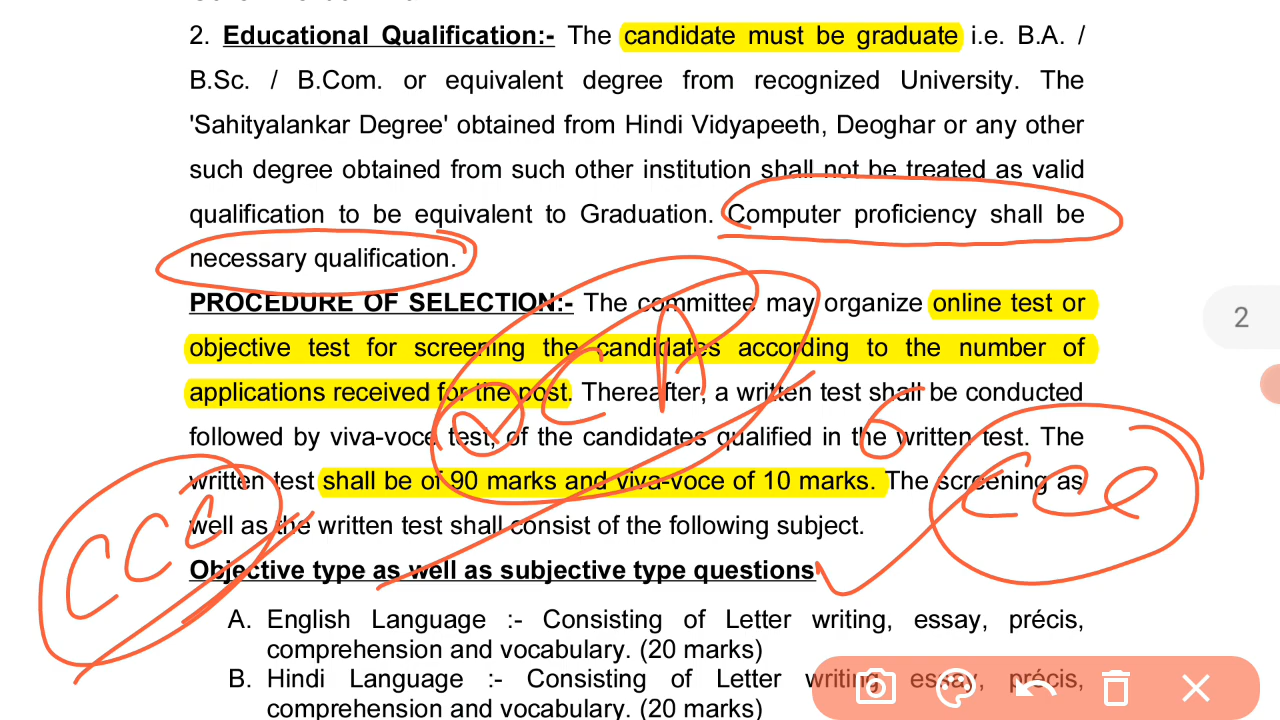 2. Educational Qualification:- The candidate must be graduate i.e. B.A. /
B.Sc. / B.Com. or equivalent degree from recognized University. The
'Sahityalankar Degree' obtained from Hindi Vidyapeeth, Deoghar or any other
such degree obtained from such other institution shall not be treated as valid
qualification to be equivalent to Graduation. Computer proficiency shall be
necessary qualification.
PROCEDURE OF SELECTION:- The committee may organize online test or
objective test for screening the candidates according to the number of
applications received for the post. Thereafter, a written test shall be conducted
followed by viva-voce test, of the candidates qualified in the written test. The
written test shall be of 90 marks and viva-voce of 10 marks. The screening as
well as the written test shall consist of the following subject.
Objective type as well as subjective type questions
A. English Language :- Consisting of Letter writing, essay, précis,
comprehension and vocabulary. (20 marks)
B. Hindi Language :- Consisting of Letter writing essay, précis,
comprehension and vocabulary. (20 marks)
2
CCC
CA